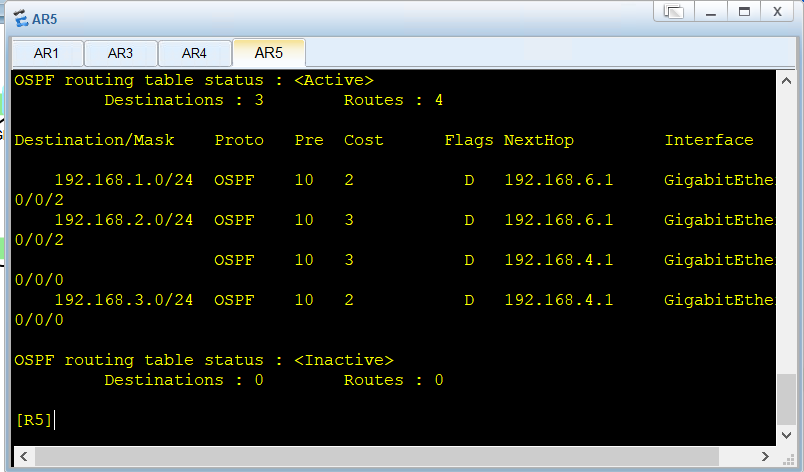 AR5
AR1 AR3 AR4 AR5
OSPF routing table status : <Active>
         Destinations : 3        Routes : 4

Destination/Mask    Proto   Pre  Cost      Flags NextHop         Interface

    192.168.1.0/24  OSPF    10   2           D   192.168.6.1     GigabitEthe
0/0/2
    192.168.2.0/24  OSPF    10   3           D   192.168.6.1     GigabitEthe
0/0/2
                    OSPF    10   3           D   192.168.4.1     GigabitEthe
0/0/0
    192.168.3.0/24  OSPF    10   2           D   192.168.4.1     GigabitEthe
0/0/0

OSPF routing table status : <Inactive>
         Destinations : 0        Routes : 0

[R5]